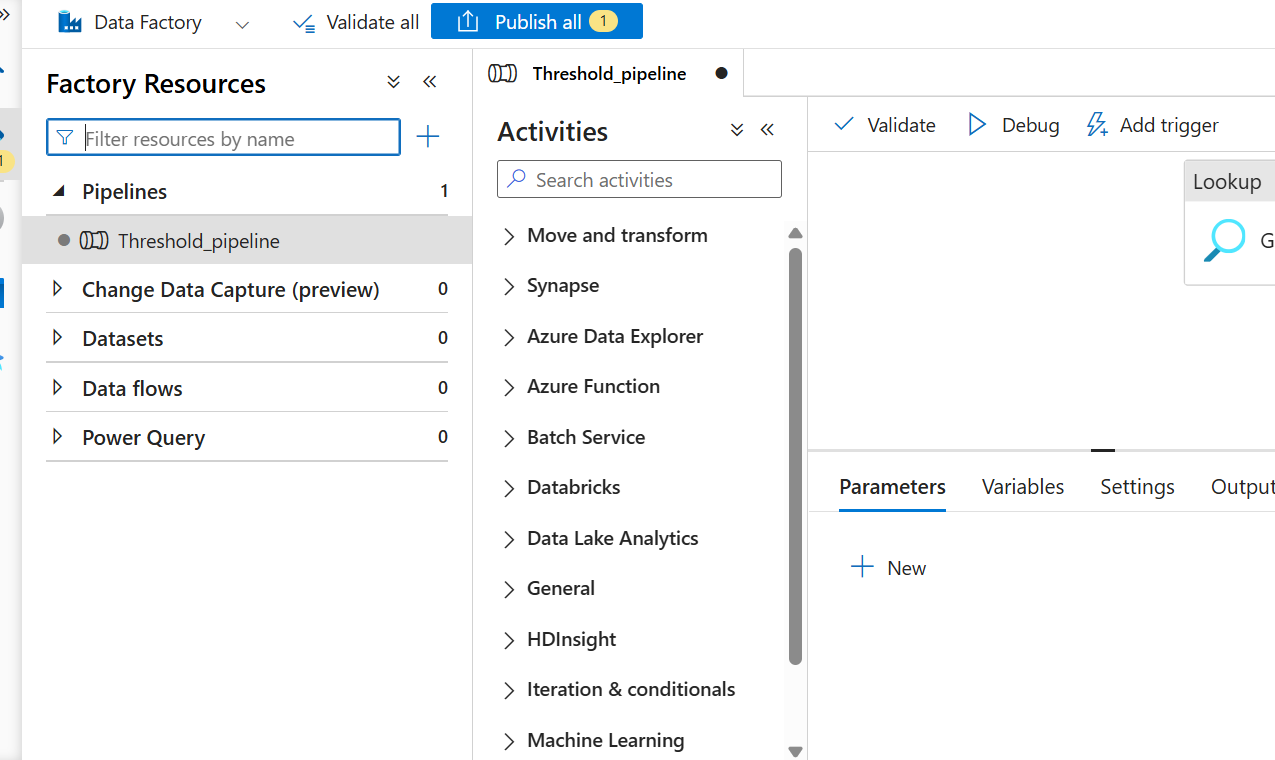 Data Factory
Validate all
Publish all 1
Factory Resources
Filter resources by name
Pipelines 1
Threshold_pipeline
Change Data Capture (preview) 0
Datasets 0
Data flows 0
Power Query 0
1
Threshold_pipeline
Activities
Search activities
Move and transform
Synapse
Azure Data Explorer
Azure Function
Batch Service
Databricks
Data Lake Analytics
General
HDInsight
Iteration & conditionals
Machine Learning
Validate Debug Add trigger
Lookup
G
Parameters Variables Settings Output
New